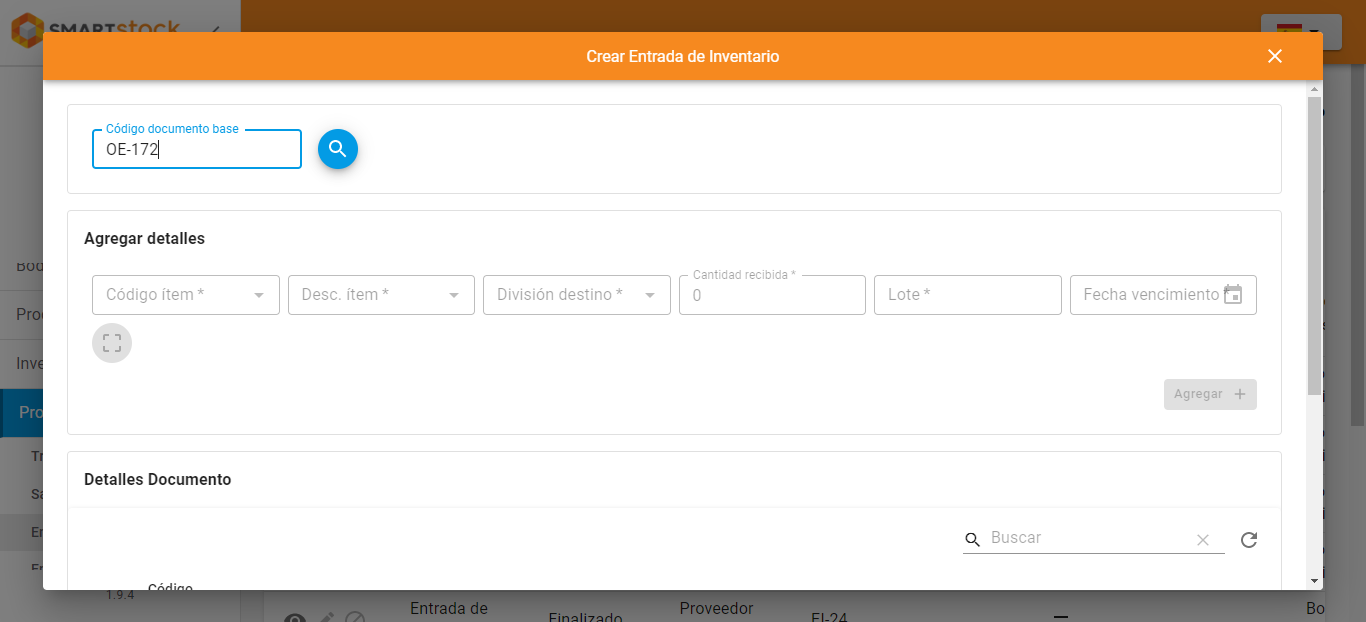 SMARTstock
Crear Entrada de Inventario
Código documento base
OE-172
Agregar detalles
Código ítem *
Desc. ítem *
División destino *
Cantidad recibida *
0
Lote *
Fecha vencimiento *
Agregar +
Detalles Documento
Buscar
Código
Bod
Pro
Inve
Pro
Tr
Sa
En
1.9.4
Entrada de
Finalizado
Proveedor
EI-24
Bo